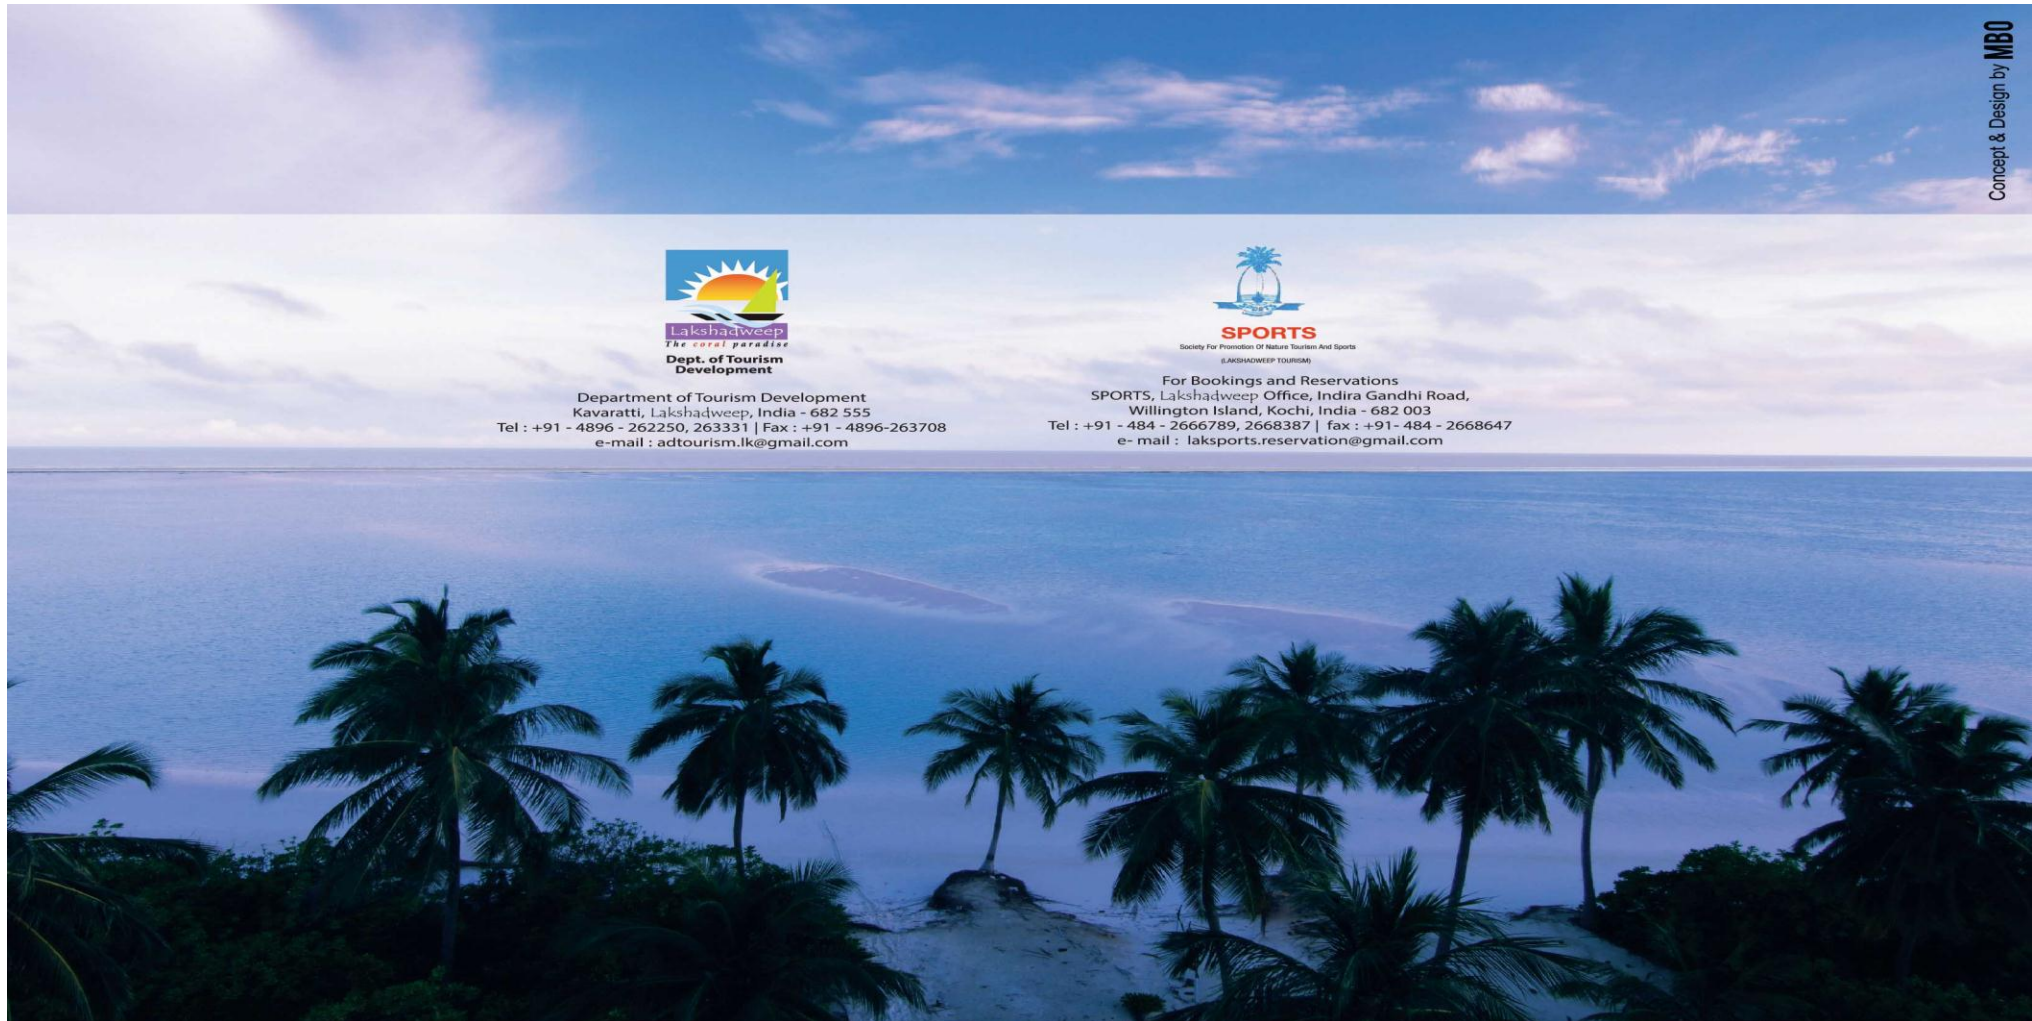 Concept & Design by MBO
Lakshadweep
The coral paradise
Dept. of Tourism
Development
Department of Tourism Development
Kavaratti, Lakshadweep, India - 682 555
Tel : +91 - 4896 - 262250, 263331 | Fax : +91 - 4896-263708
e-mail : adtourism.lk@gmail.com
SPORTS
Society For Promotion Of Nature Tourism And Sports
(LAKSHADWEEP TOURISM)
For Bookings and Reservations
SPORTS, Lakshadweep Office, Indira Gandhi Road,
Willington Island, Kochi, India - 682 003
Tel : +91 - 484 - 2666789, 2668387 | fax : +91- 484 - 2668647
e- mail : laksports.reservation@gmail.com